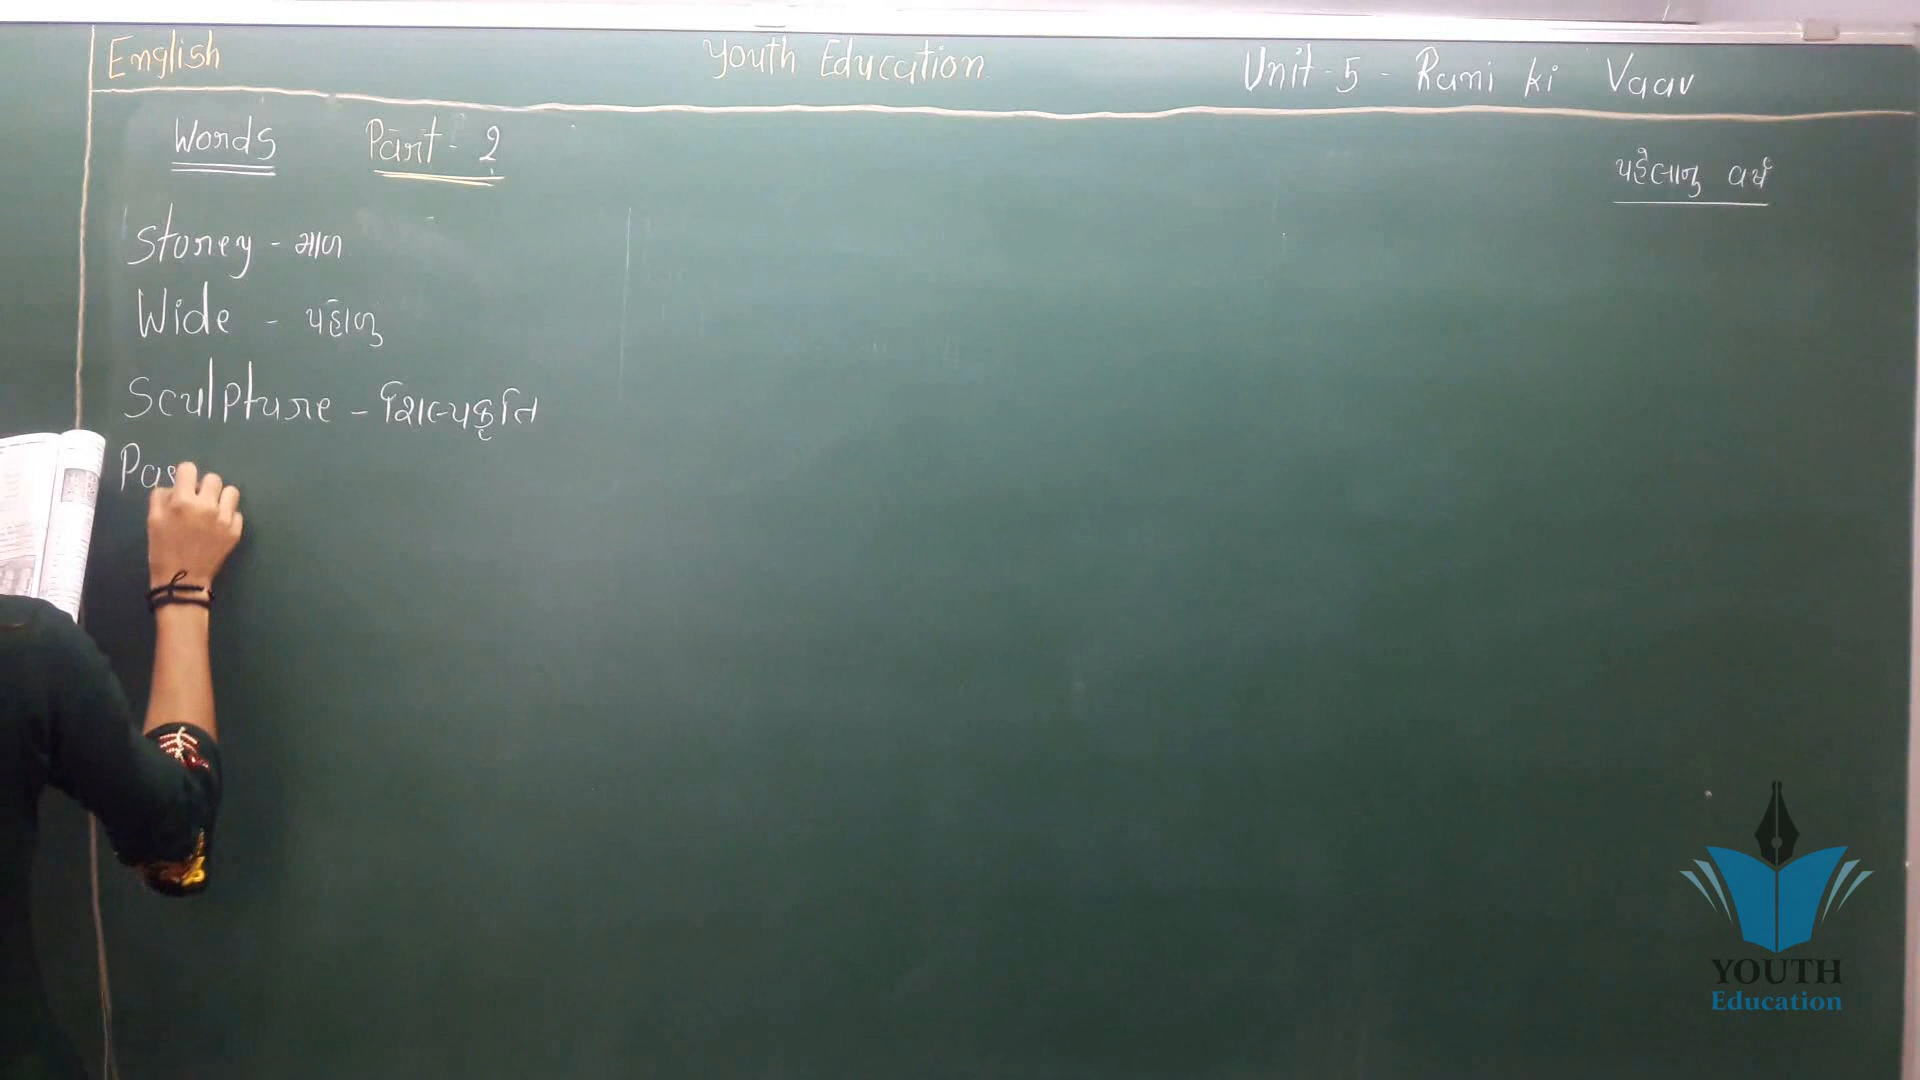 English Youth Education Unit-5 - Rani ki Vaav
Words Part-2
પહેલાનુ વર્ષ
Storey - માળ
Wide - પહોળુ
Sculpture - શિલ્પકૃતિ
Pas
YOUTH
Education